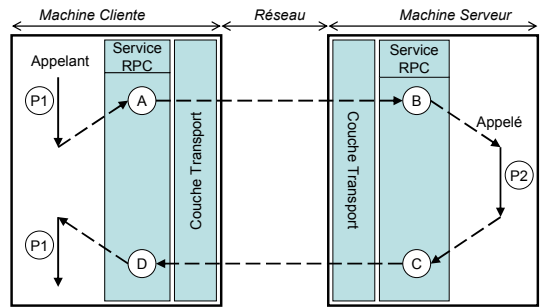 Machine Cliente
Réseau
Machine Serveur
Appelant
Service
RPC
Service
RPC
P1
A
B
Appelé
Couche Transport
Couche Transport
P2
P1
D
C